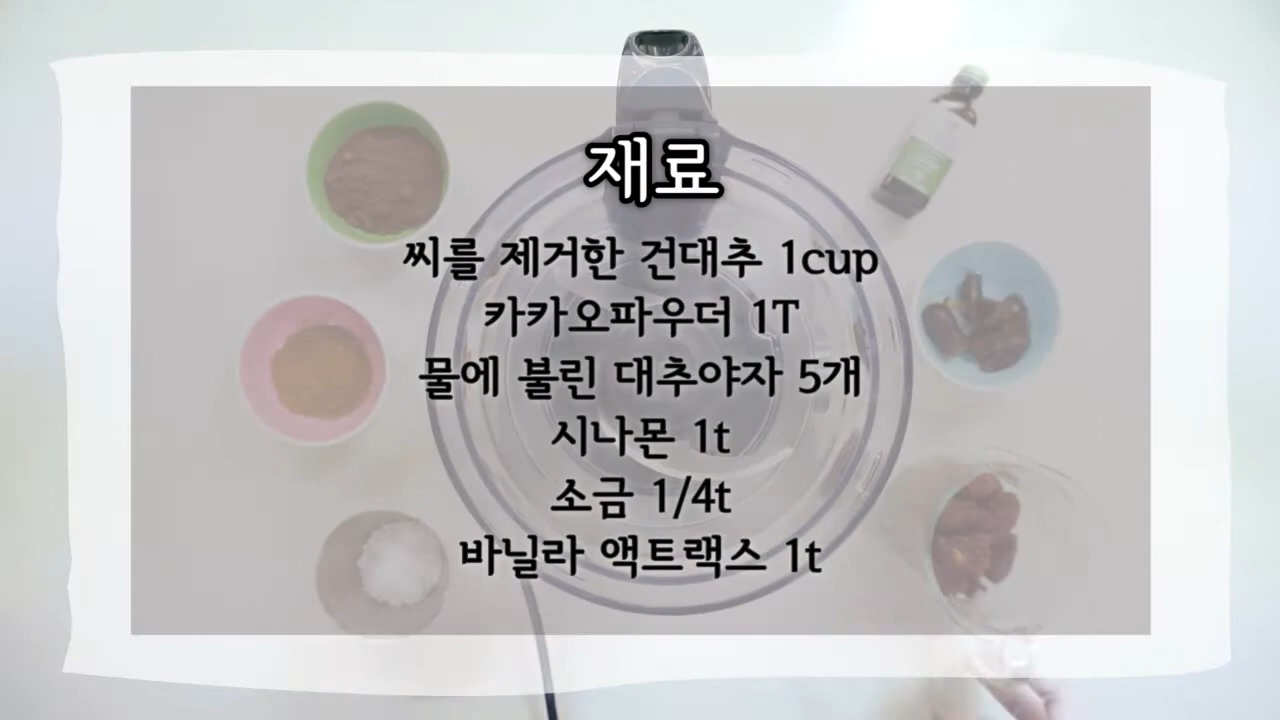 재료
씨를 제거한 건대추 1cup
카카오파우더 1T
물에 불린 대추야자 5개
시나몬 1t
소금 1/4t
바닐라 액트랙스 1t